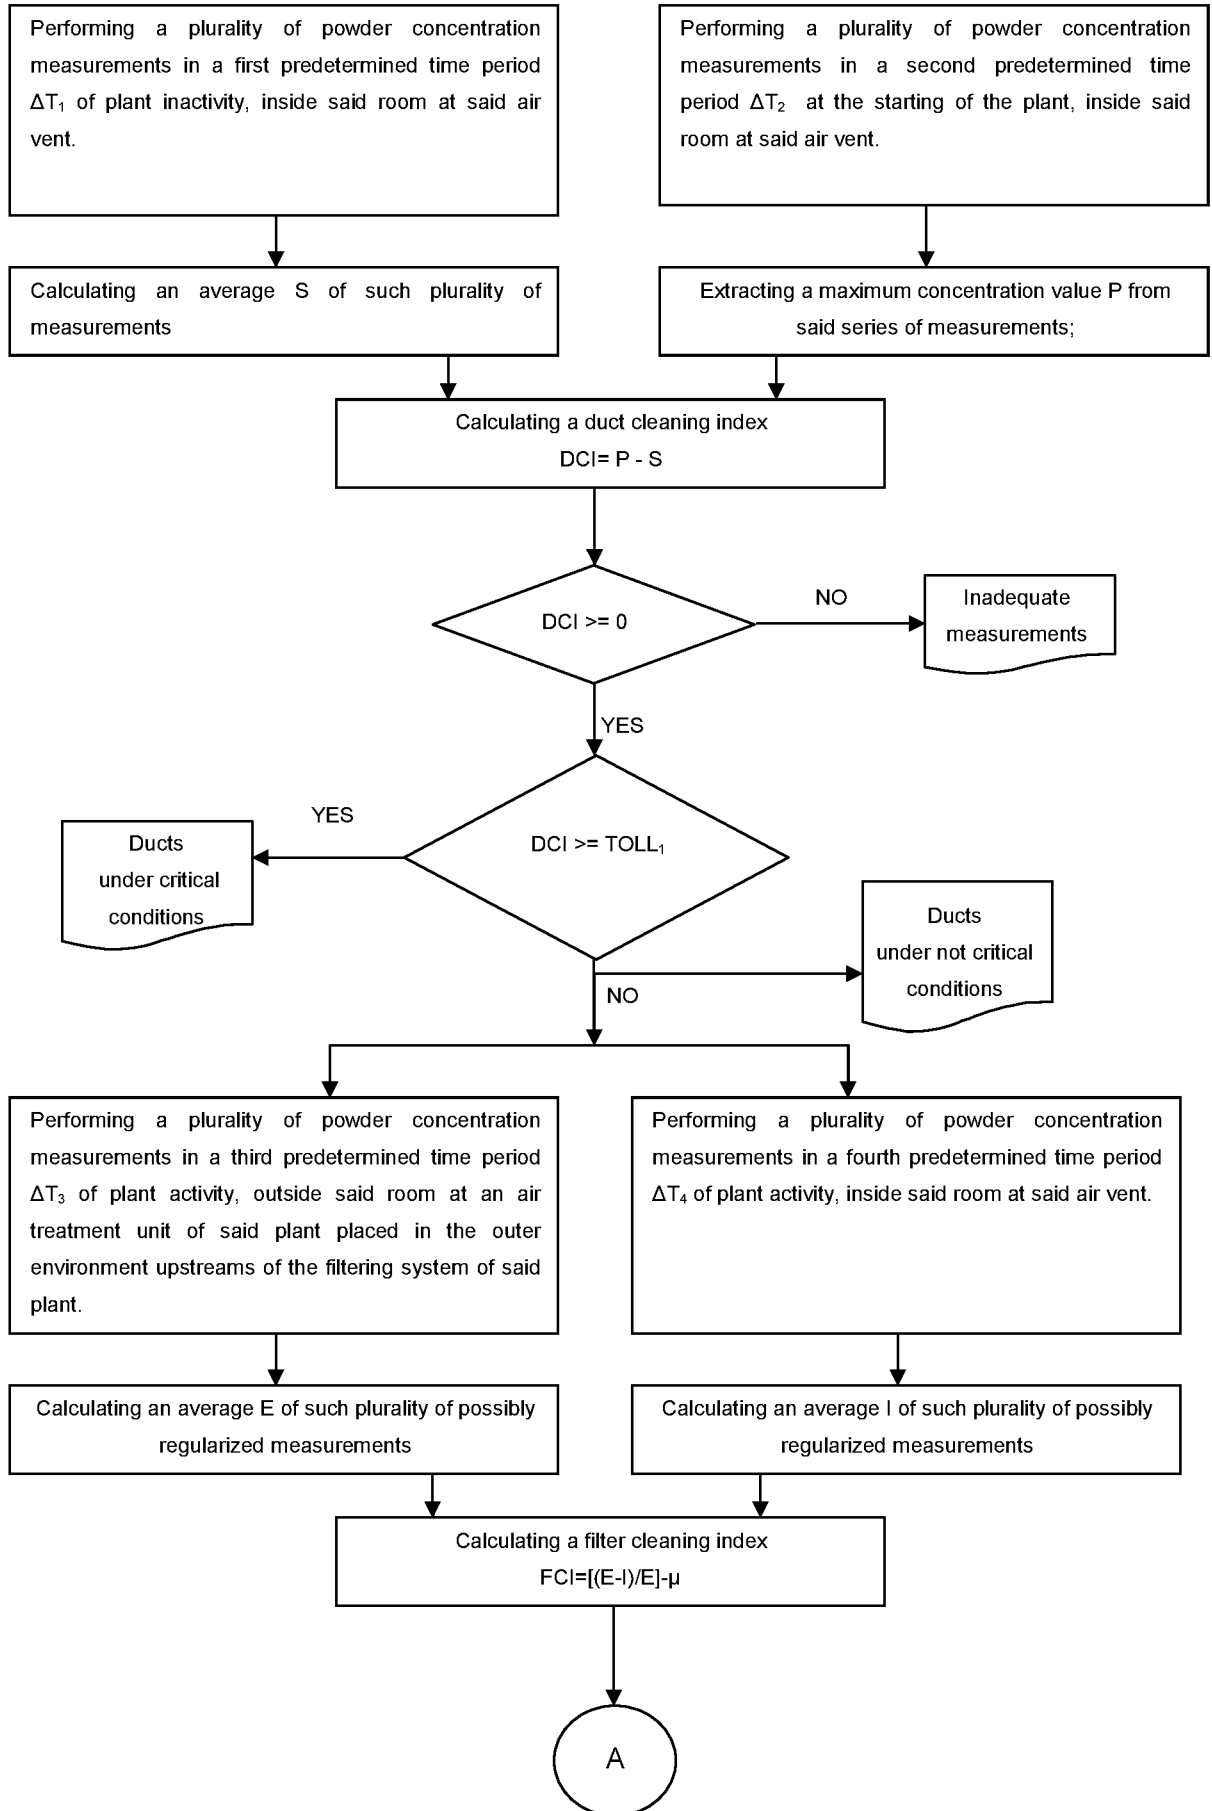 Performing a plurality of powder concentration
measurements in a first predetermined time period
ΔT₁ of plant inactivity, inside said room at said air
vent.
Performing a plurality of powder concentration
measurements in a second predetermined time
period ΔT₂ at the starting of the plant, inside said
room at said air vent.
Calculating an average S of such plurality of
measurements
Extracting a maximum concentration value P from
said series of measurements;
Calculating a duct cleaning index
DCI= P - S
DCI >= 0
NO
Inadequate
measurements
YES
DCI >= TOLL₁
YES
Ducts
under critical
conditions
Ducts
under not critical
conditions
NO
Performing a plurality of powder concentration
measurements in a third predetermined time period
ΔT₃ of plant activity, outside said room at an air
treatment unit of said plant placed in the outer
environment upstreams of the filtering system of said
plant.
Performing a plurality of powder concentration
measurements in a fourth predetermined time period
ΔT₄ of plant activity, inside said room at said air vent.
Calculating an average E of such plurality of possibly
regularized measurements
Calculating an average I of such plurality of possibly
regularized measurements
Calculating a filter cleaning index
FCI=[(E-I)/E]-μ
A